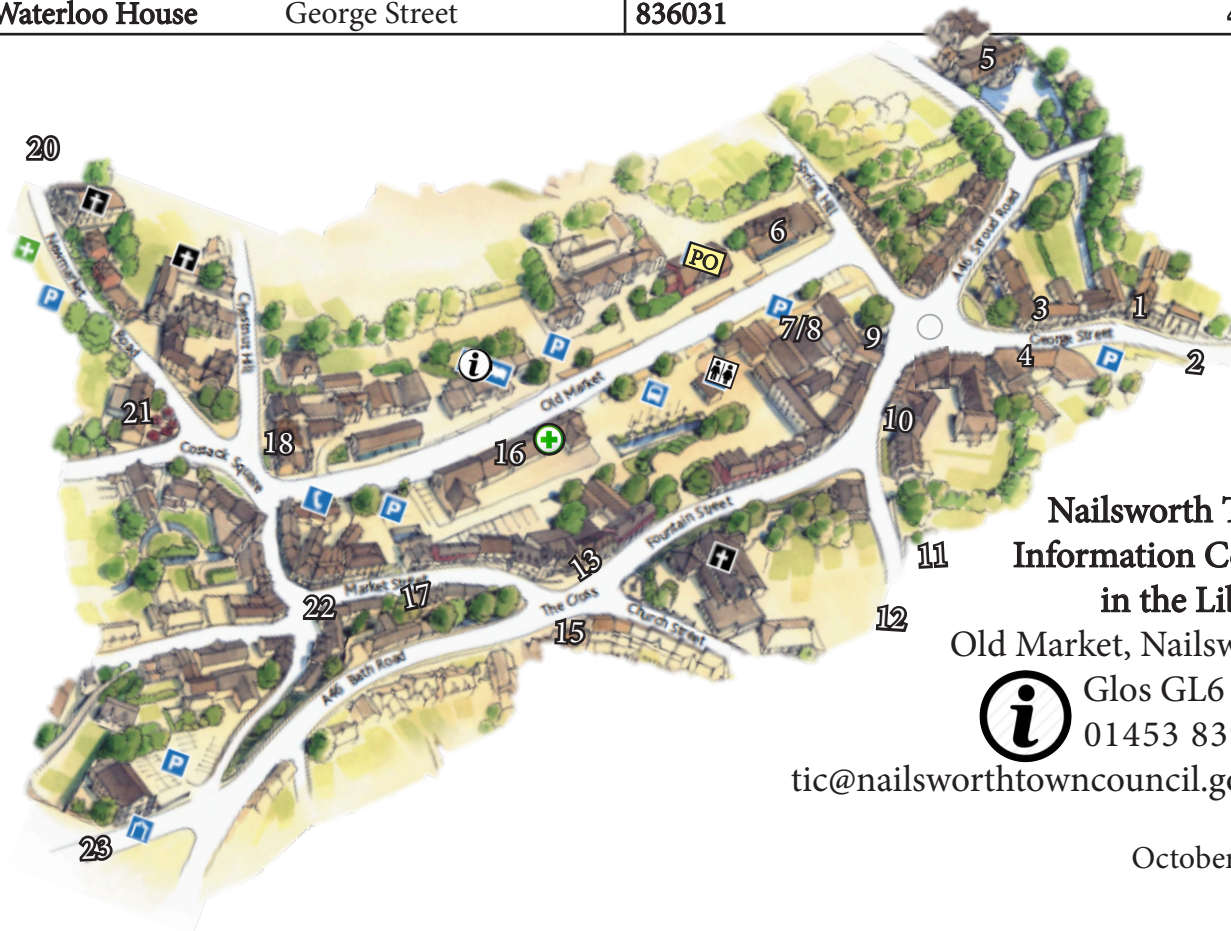 Waterloo House George Street 836031
5
20
Spring Hill
6
PO
A46 Stroud Road
3
1
7/8
9
George Street
4
2
P
i
P
Old Market
Chestnut Hill
Road
P
P
21
18
16
10
Cossack Square
P
Fountain Street
Nailsworth
13
11
Information
Market Street
17
in the
22
The Cross
12
15
Church Street
Old Market,
A46 Bath Road
i
Glos GL6
01453 83
P
tic@nailsworthtowncouncil.
23
October